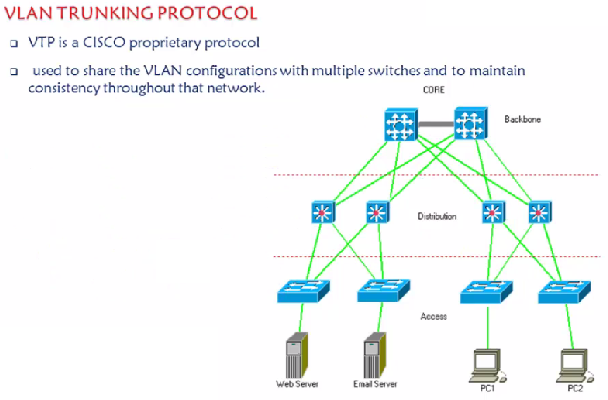 VLAN TRUNKING PROTOCOL
VTP is a CISCO proprietary protocol
used to share the VLAN configurations with multiple switches and to maintain
consistency throughout that network.
CORE
Backbone
Distribution
Access
Web Server
Email Server
PC1
PC2